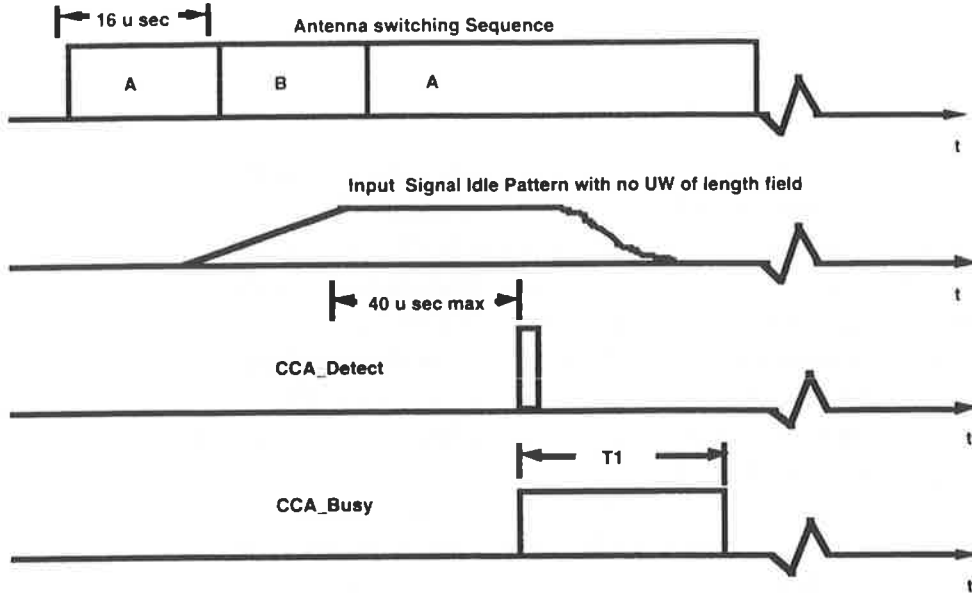 16 u sec
Antenna switching Sequence
A
B
A
t
Input Signal Idle Pattern with no UW of length field
t
40 u sec max
CCA_Detect
t
T1
CCA_Busy
t